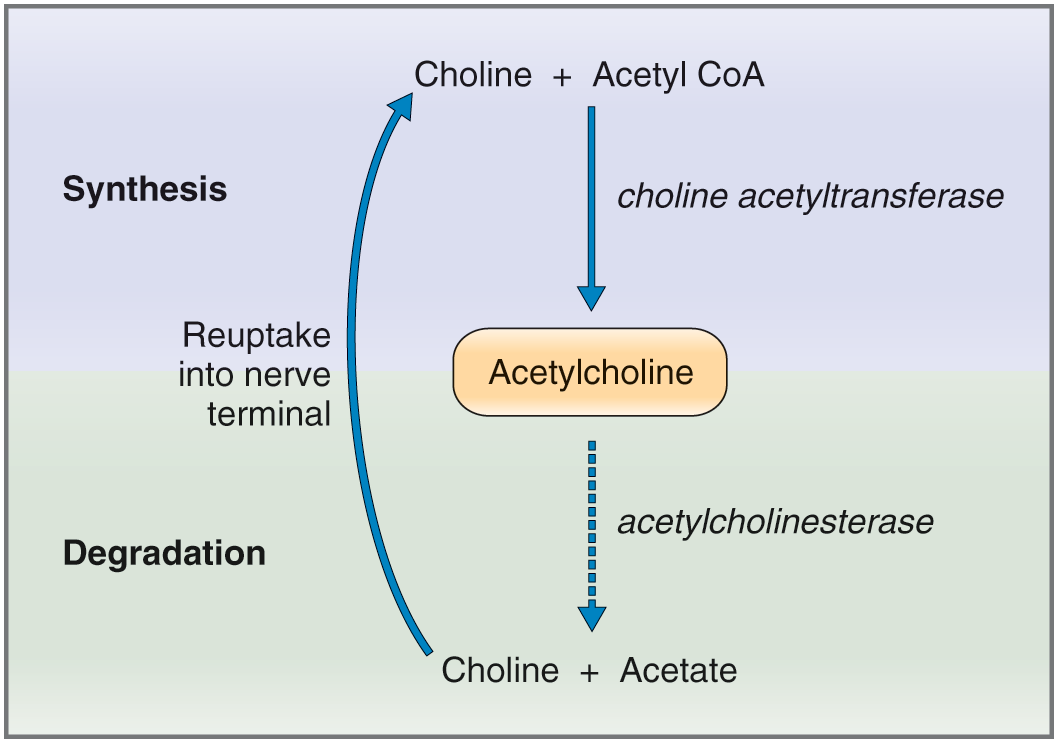 Choline + Acetyl CoA
Synthesis
choline acetyltransferase
Reuptake
into nerve
terminal
Acetylcholine
acetylcholinesterase
Degradation
Choline + Acetate